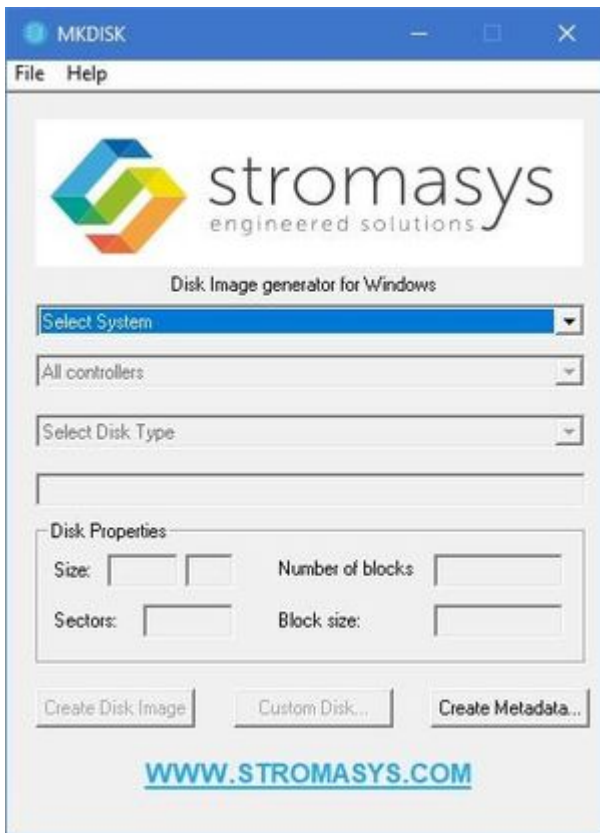 MKDISK
File Help
stromasys
engineered solutions
Disk Image generator for Windows
Select System
All controllers
Select Disk Type
Disk Properties
Size: Number of blocks
Sectors: Block size:
Create Disk Image Custom Disk... Create Metadata...
WWW.STROMASYS.COM